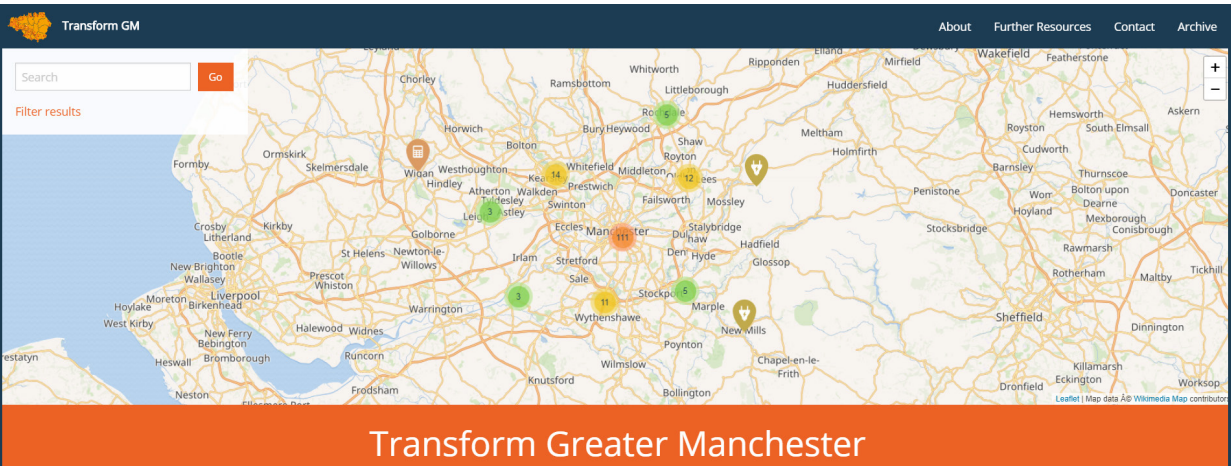 Transform GM
About Further Resources Contact Archive
Search Go
Filter results
+
−
Elland Wakefield
Ripponden Mirfield Featherstone
Whitworth
Chorley Ramsbottom Littleborough Huddersfield
Hemsworth Askern
5
Royston South Elmsall
Horwich Bury Heywood Meltham
Bolton Shaw Holmfirth Cudworth
Ormskirk Royton
Formby Skelmersdale Wigan Westhoughton Whitefield Middleton Barnsley Thurnscoe
14 12
Hindley Atherton Walkden Prestwich Penistone Bolton upon Dearne Doncaster
Swinton Failsworth Mossley
3 Hoyland Mexborough
Crosby Kirkby Eccles Stalybridge Stocksbridge Conisbrough
Litherland Golborne 111 Hadfield Rawmarsh
Bootle St Helens Newton-le-Willows Irlam Stretford Hyde Glossop
New Brighton Tickhill
Wallasey Prescot Sale Rotherham Maltby
Whiston
Moreton Liverpool 3 11 5
Hoylake Birkenhead Warrington Marple
West Kirby Wythenshawe Sheffield
New Ferry Halewood Widnes New Mills Dinnington
Bebington Poynton
Heswall Bromborough Runcorn Wilmslow Chapel-en-le-Frith
Killamarsh
Knutsford Eckington
Neston Frodsham Bollington Dronfield Worksop
Leaflet | Map data Â© Wikimedia Map contributors
Transform Greater Manchester